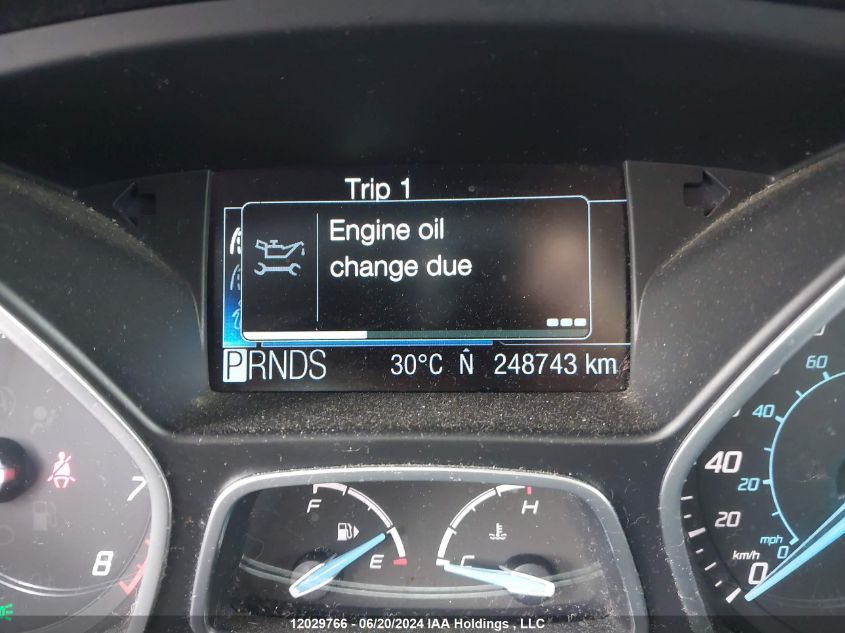 Trip 1
Engine oil
change due
PRNDS 30°C N̂ 248743 km
7
8
F
E
H
C
60
40
40
20
20
mph
0
km/h
0
12029766 - 06/20/2024 IAA Holdings , LLC